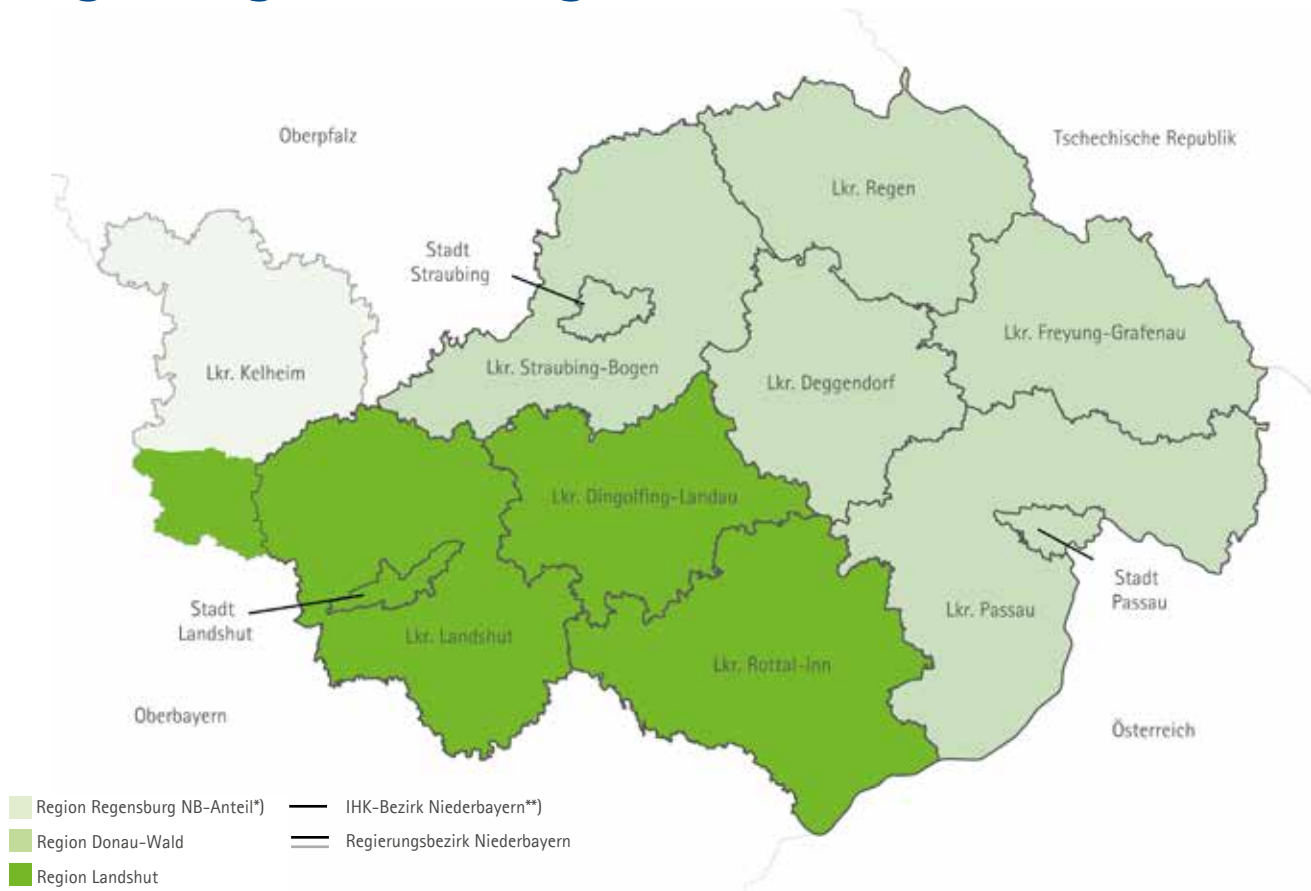 Oberpfalz
Tschechische Republik
Lkr. Regen
Stadt
Straubing
Lkr. Freyung-Grafenau
Lkr. Kelheim
Lkr. Straubing-Bogen
Lkr. Deggendorf
Lkr. Dingolfing-Landau
Stadt
Passau
Stadt
Landshut
Lkr. Landshut
Lkr. Passau
Lkr. Rottal-Inn
Oberbayern
Österreich
Region Regensburg NB-Anteil*)
IHK-Bezirk Niederbayern**)
Region Donau-Wald
Regierungsbezirk Niederbayern
Region Landshut